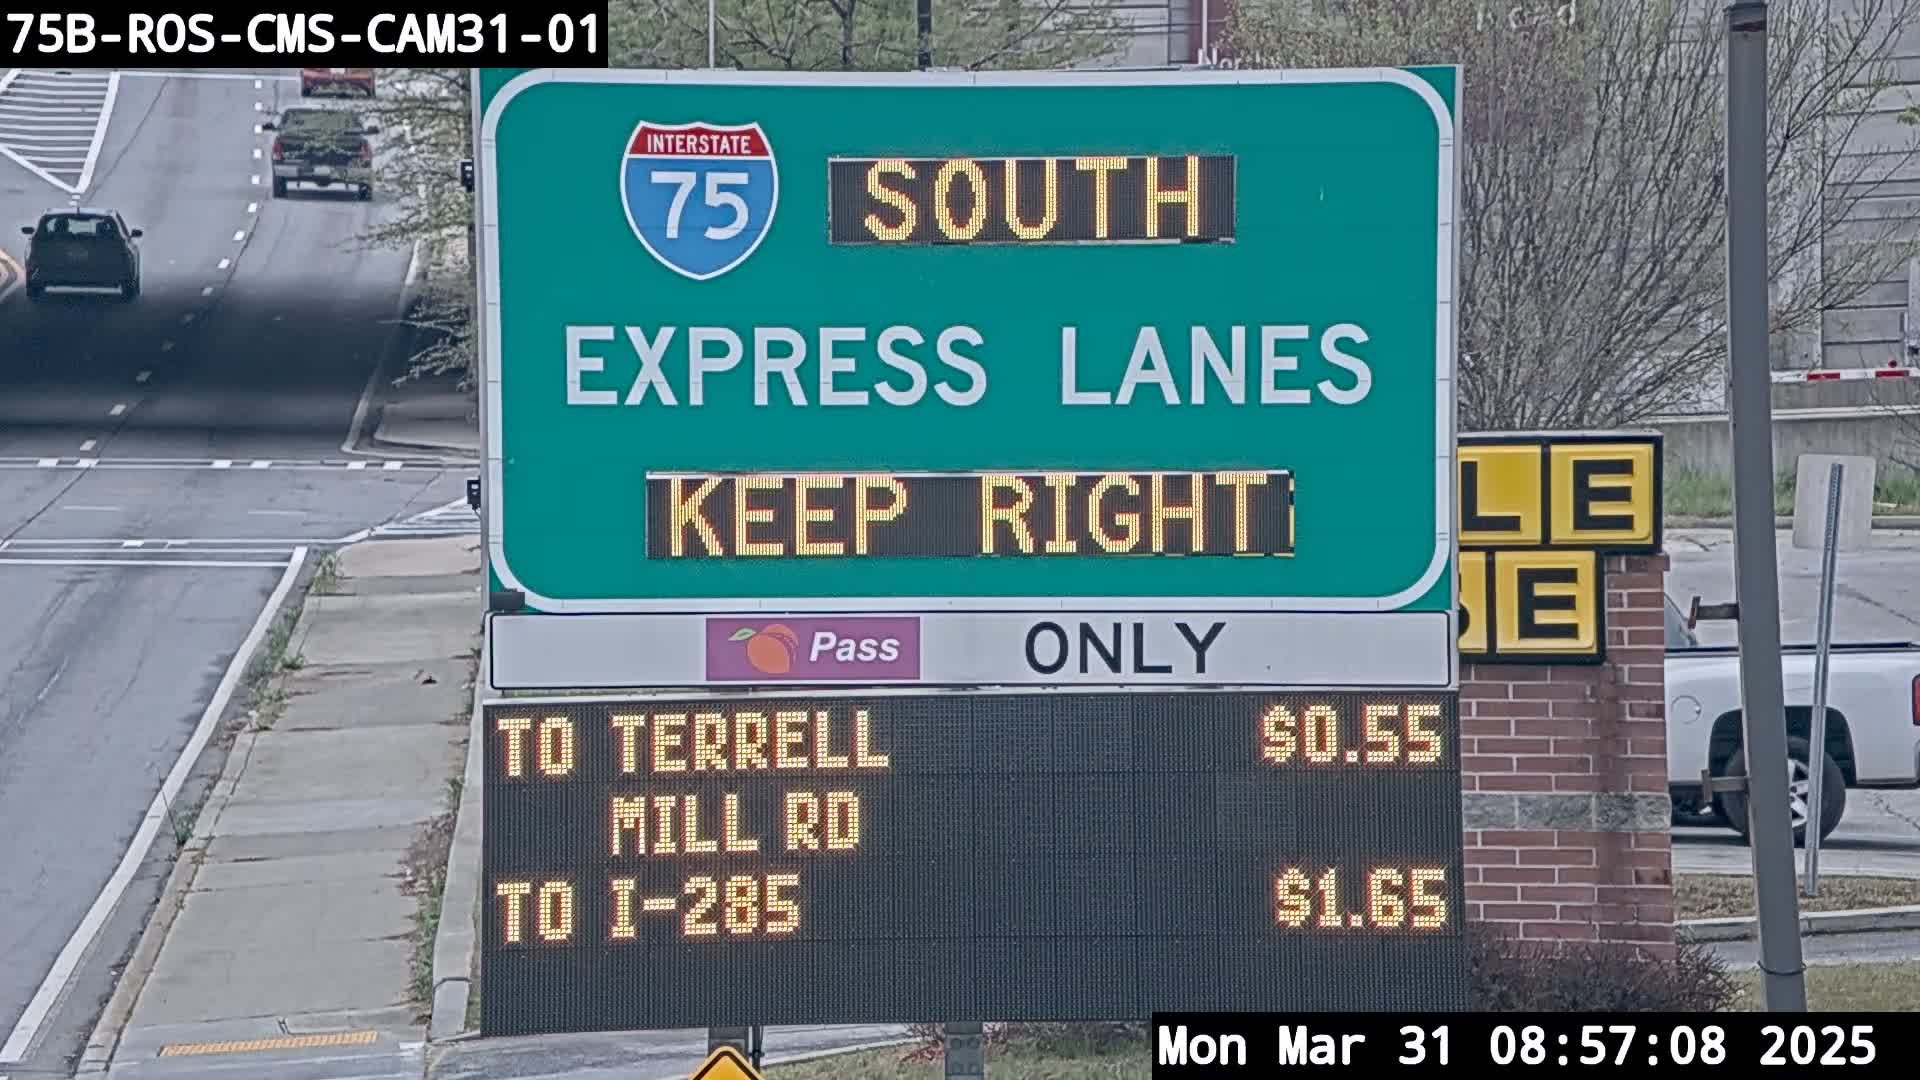 75B-ROS-CMS-CAM31-01
INTERSTATE
75
SOUTH
EXPRESS LANES
KEEP RIGHT
Pass ONLY
TO TERRELL $0.55
MILL RD
TO I-285 $1.65
LE
E
Mon Mar 31 08:57:08 2025